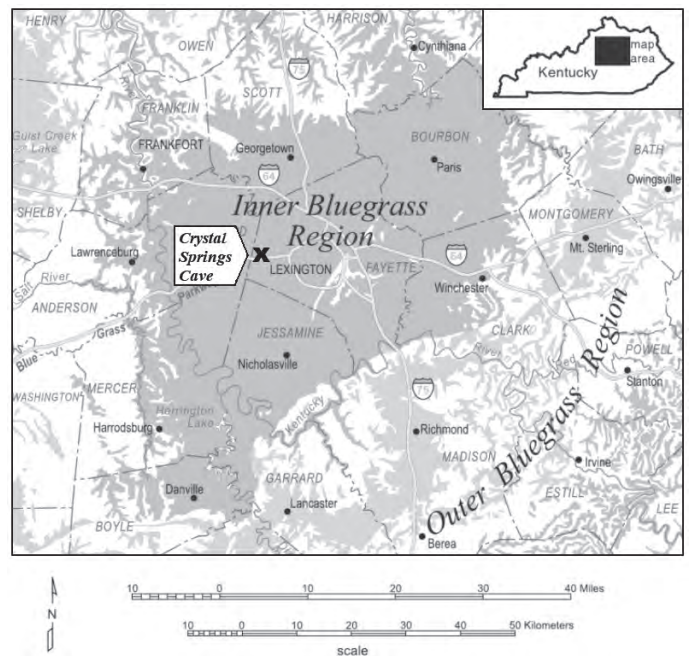 HENRY
HARRISON
OWEN
Cynthiana
75
SCOTT
Kentucky
map
area
River
FRANKLIN
Guist Creek
Lake
FRANKFORT
Georgetown
BOURBON
Paris
BATH
Owingsville
64
SHELBY
Inner Bluegrass
Region
MONTGOMERY
Mt. Sterling
Crystal
Springs
Cave
X
Lawrenceburg
LEXINGTON
FAYETTE
64
Winchester
Salt River
ANDERSON
Parkway
Blue Grass
JESSAMINE
Nicholasville
CLARK
River
Red
POWELL
Stanton
WASHINGTON
MERCER
Herrington
Lake
Kentucky
75
Harrodsburg
Richmond
MADISON
Outer Bluegrass Region
Irvine
Danville
GARRARD
Lancaster
ESTILL
LEE
BOYLE
Berea
N
10 0 10 20 30 40 Miles
10 0 10 20 30 40 50 Kilometers
scale